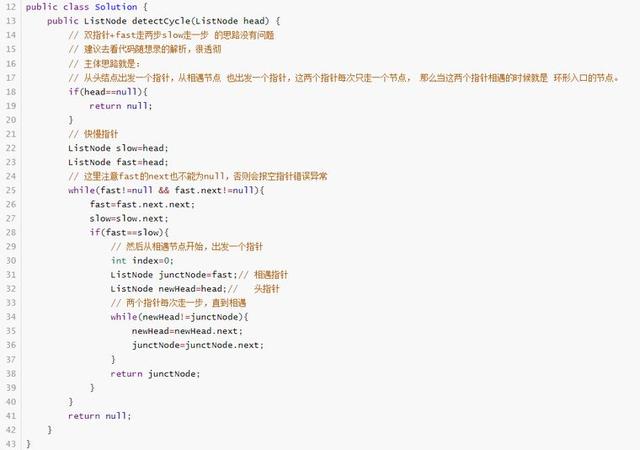 12 public class Solution {
13     public ListNode detectCycle(ListNode head) {
14         // 双指针+fast走两步slow走一步 的思路没有问题
15         // 建议去看代码随想录的解析，很透彻
16         // 主体思路就是：
17         // 从头结点出发一个指针，从相遇节点 也出发一个指针，这两个指针每次只走一个节点， 那么当这两个指针相遇的时候就是 环形入口的节点。
18         if(head==null){
19             return null;
20         }
21         // 快慢指针
22         ListNode slow=head;
23         ListNode fast=head;
24         // 这里注意fast的next也不能为null，否则会报空指针错误异常
25         while(fast!=null && fast.next!=null){
26             fast=fast.next.next;
27             slow=slow.next;
28             if(fast==slow){
29                 // 然后从相遇节点开始，出发一个指针
30                 int index=0;
31                 ListNode junctNode=fast;// 相遇指针
32                 ListNode newHead=head;//   头指针
33                 // 两个指针每次走一步，直到相遇
34                 while(newHead!=junctNode){
35                     newHead=newHead.next;
36                     junctNode=junctNode.next;
37                 }
38                 return junctNode;
39             }
40         }
41         return null;
42     }
43 }